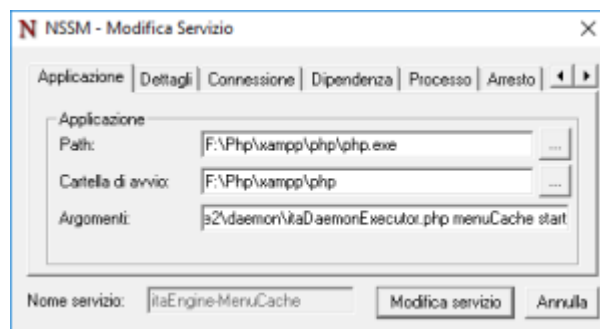 NSSM - Modifica Servizio
Applicazione Dettagli Connessione Dipendenza Processo Arresto
Applicazione
Path: F:\Php\xampp\php\php.exe ...
Cartella di avvio: F:\Php\xampp\php ...
Argomenti: e2\daemon\itaDaemonExecutor.php menuCache start
Nome servizio: itaEngine-MenuCache Modifica servizio Annulla